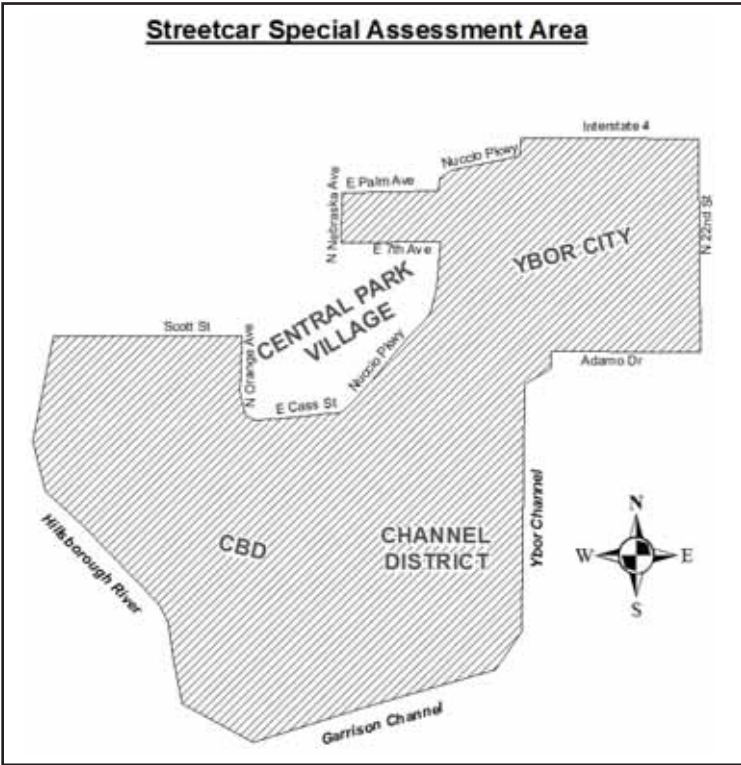 Streetcar Special Assessment Area
Interstate 4
Nuccio Pkwy
E Palm Ave
N Nebraska Ave
N 22nd St
E 7th Ave
YBOR CITY
CENTRAL PARK
VILLAGE
Scott St
N Orange Ave
Nuccio Pkwy
Adamo Dr
E Cass St
Ybor Channel
CHANNEL
DISTRICT
CBD
Hillsborough River
N
W
E
S
Garrison Channel